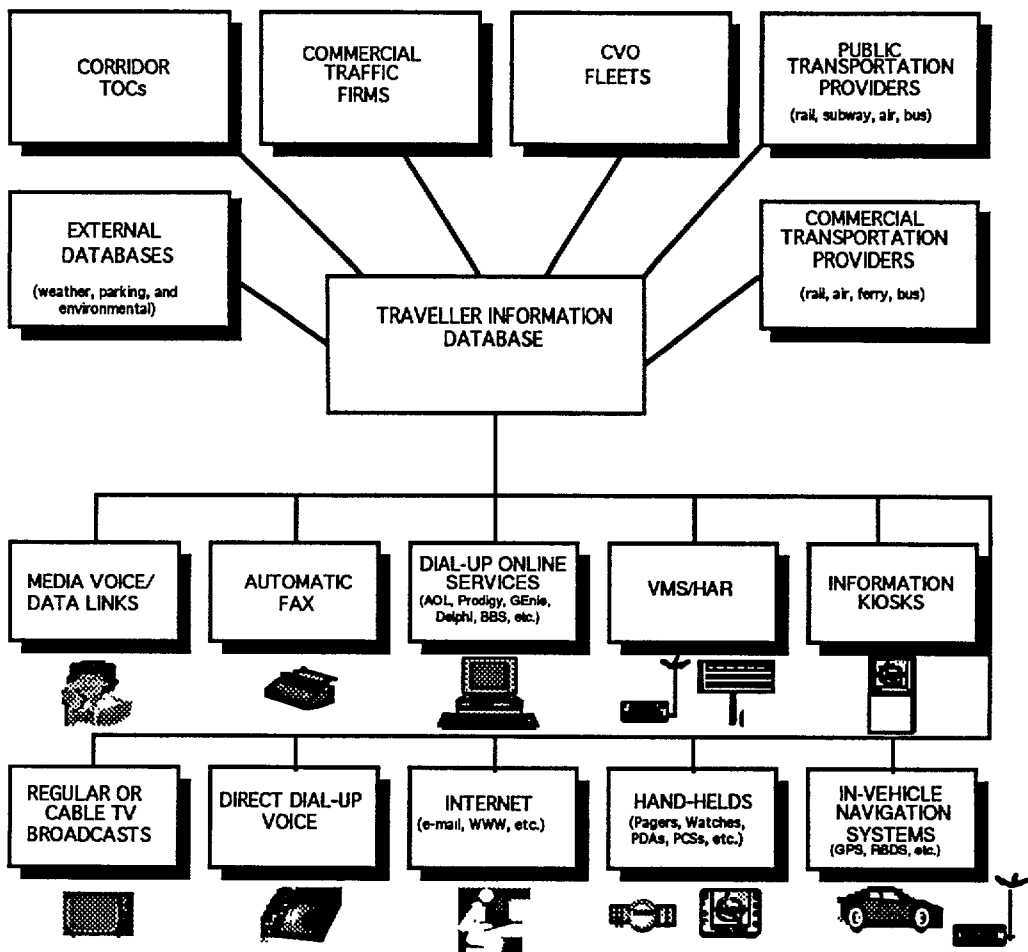 CORRIDOR
TOCs
COMMERCIAL
TRAFFIC
FIRMS
CVO
FLEETS
PUBLIC
TRANSPORTATION
PROVIDERS
(rail, subway, air, bus)
EXTERNAL
DATABASES
(weather, parking, and
environmental)
TRAVELLER INFORMATION
DATABASE
COMMERCIAL
TRANSPORTATION
PROVIDERS
(rail, air, ferry, bus)
MEDIA VOICE/
DATA LINKS
AUTOMATIC
FAX
DIAL-UP ONLINE
SERVICES
(AOL, Prodigy, GEnie,
Delphi, BBS, etc.)
VMS/HAR
INFORMATION
KIOSKS
REGULAR OR
CABLE TV
BROADCASTS
DIRECT DIAL-UP
VOICE
INTERNET
(e-mail, WWW, etc.)
HAND-HELDS
(Pagers, Watches,
PDAs, PCSs, etc.)
IN-VEHICLE
NAVIGATION
SYSTEMS
(GPS, RBDS, etc.)